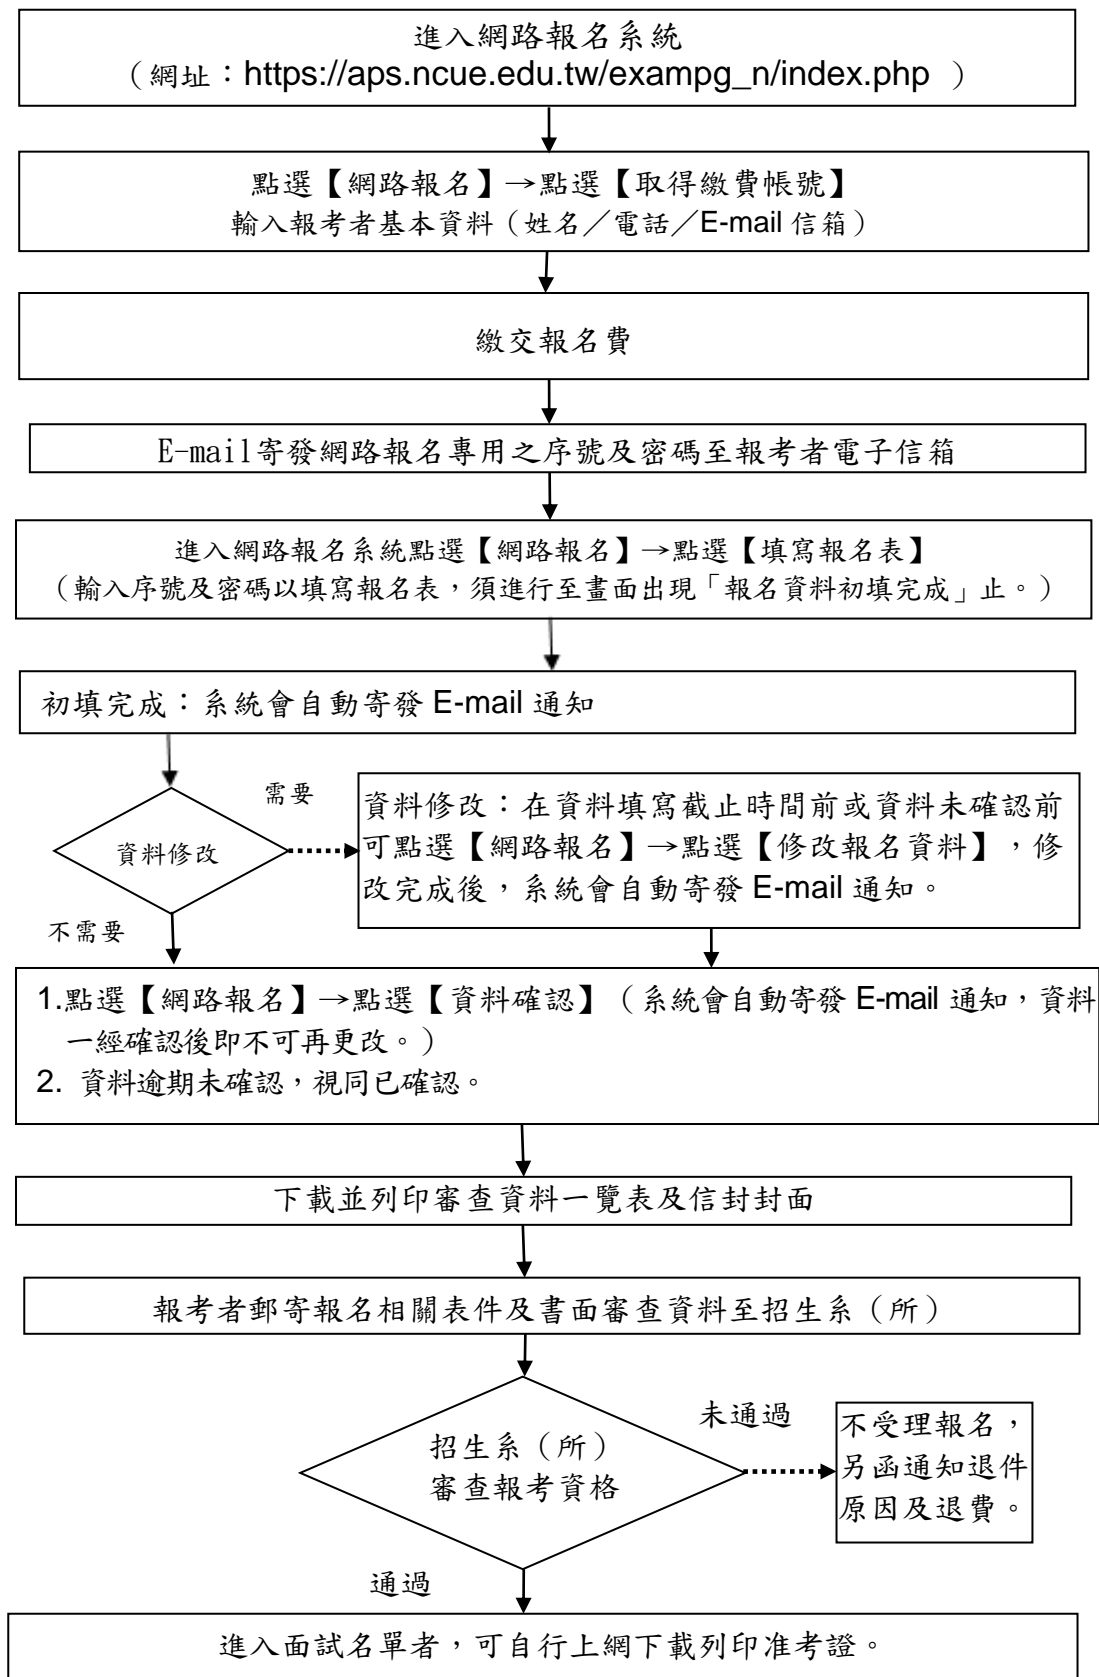 進入網路報名系統
（網址：https://aps.ncue.edu.tw/exampg_n/index.php ）
點選【網路報名】→點選【取得繳費帳號】
輸入報考者基本資料（姓名／電話／E-mail 信箱）
繳交報名費
E-mail寄發網路報名專用之序號及密碼至報考者電子信箱
進入網路報名系統點選【網路報名】→點選【填寫報名表】
（輸入序號及密碼以填寫報名表，須進行至畫面出現「報名資料初填完成」止。）
初填完成：系統會自動寄發 E-mail 通知
需要
資料修改
資料修改：在資料填寫截止時間前或資料未確認前
可點選【網路報名】→點選【修改報名資料】，修
改完成後，系統會自動寄發 E-mail 通知。
不需要
1.點選【網路報名】→點選【資料確認】（系統會自動寄發 E-mail 通知，資料
一經確認後即不可再更改。）
2. 資料逾期未確認，視同已確認。
下載並列印審查資料一覽表及信封封面
報考者郵寄報名相關表件及書面審查資料至招生系（所）
招生系（所）
審查報考資格
未通過
不受理報名，
另函通知退件
原因及退費。
通過
進入面試名單者，可自行上網下載列印准考證。